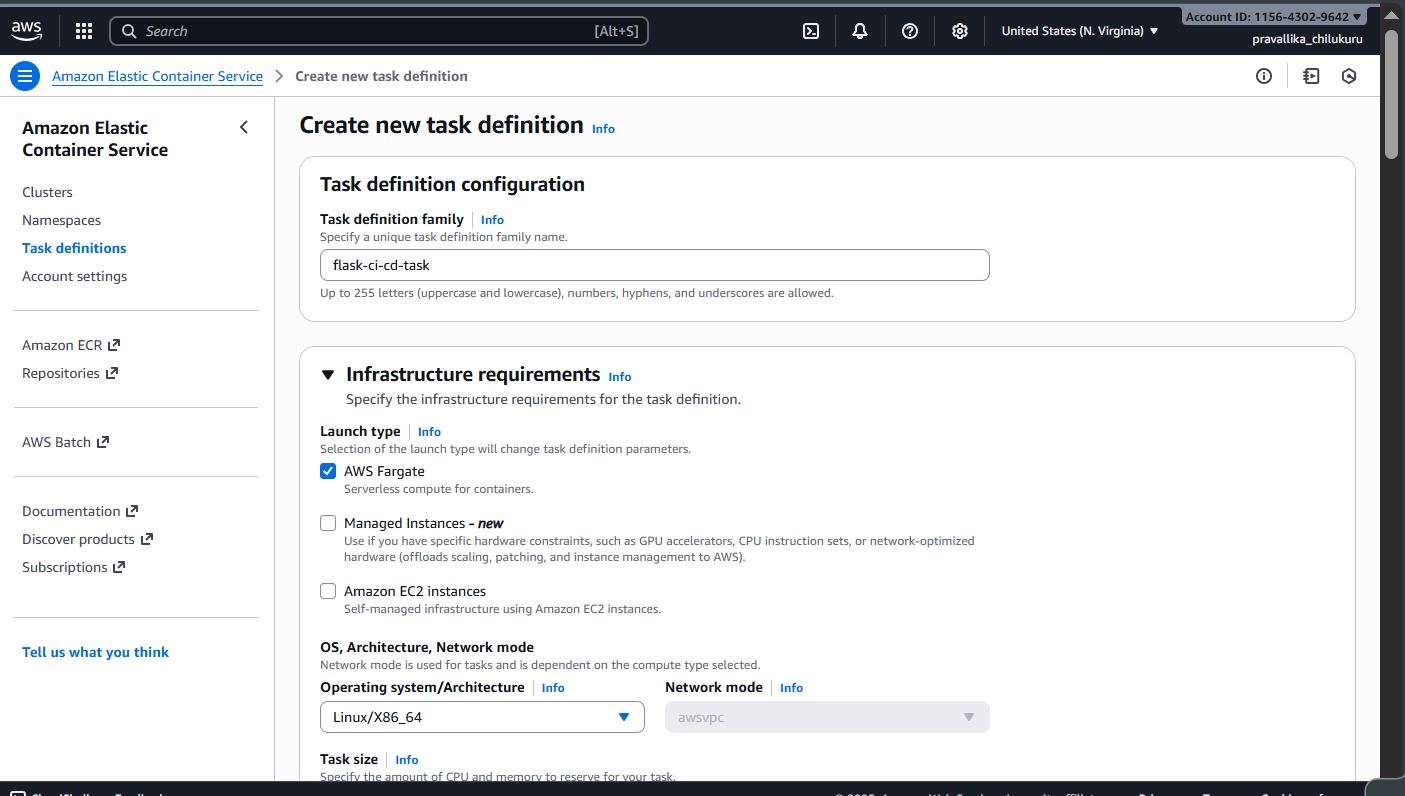 aws
Search
[Alt+S]
United States (N. Virginia)
Account ID: 1156-4302-9642
pravallika_chilukuru
Amazon Elastic Container Service
Create new task definition
Amazon Elastic
Container Service
Clusters
Namespaces
Task definitions
Account settings
Amazon ECR
Repositories
AWS Batch
Documentation
Discover products
Subscriptions
Tell us what you think
Create new task definition Info
Task definition configuration
Task definition family Info
Specify a unique task definition family name.
flask-ci-cd-task
Up to 255 letters (uppercase and lowercase), numbers, hyphens, and underscores are allowed.
Infrastructure requirements Info
Specify the infrastructure requirements for the task definition.
Launch type Info
Selection of the launch type will change task definition parameters.
AWS Fargate
Serverless compute for containers.
Managed Instances - new
Use if you have specific hardware constraints, such as GPU accelerators, CPU instruction sets, or network-optimized
hardware (offloads scaling, patching, and instance management to AWS).
Amazon EC2 instances
Self-managed infrastructure using Amazon EC2 instances.
OS, Architecture, Network mode
Network mode is used for tasks and is dependent on the compute type selected.
Operating system/Architecture Info
Network mode Info
Linux/X86_64
awsvpc
Task size Info
Specify the amount of CPU and memory to reserve for your task.